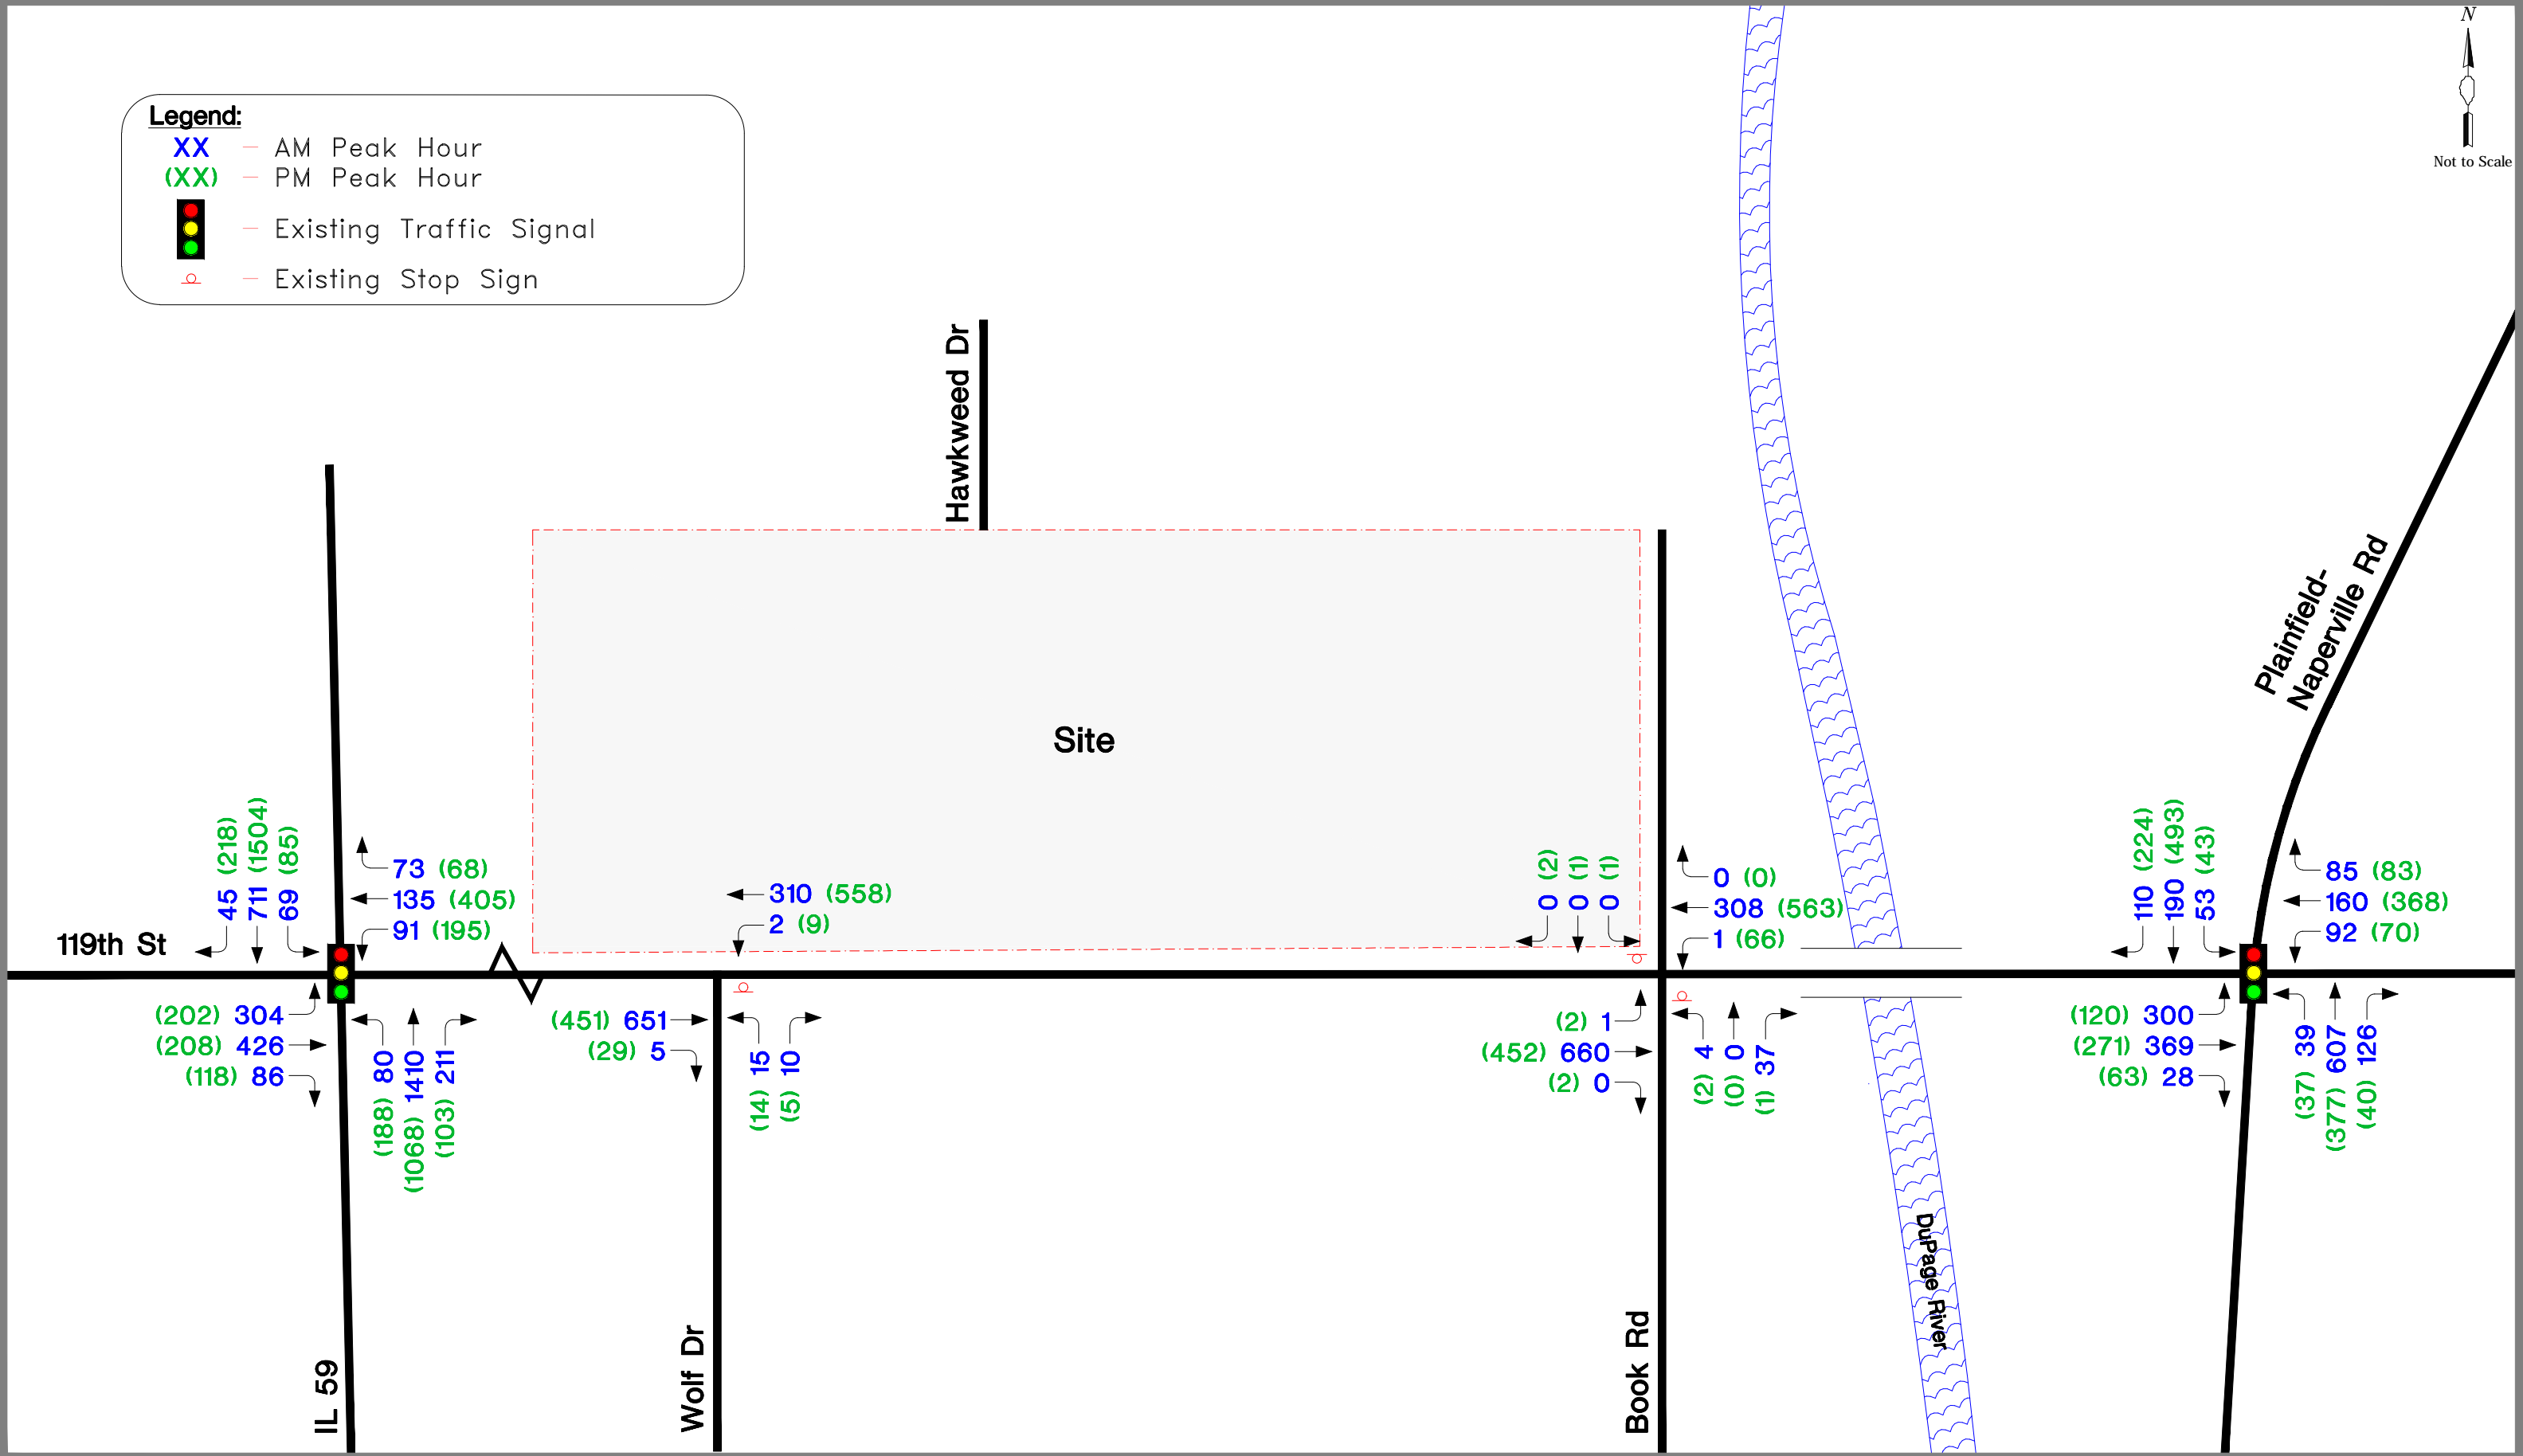 N
Not to Scale
Legend:
XX — AM Peak Hour
(XX) — PM Peak Hour
— Existing Traffic Signal
— Existing Stop Sign
Hawkweed Dr
Plainfield-
Naperville Rd
Site
119th St
45 (218)
711 (1504)
69 (85)
73 (68)
135 (405)
91 (195)
(202) 304
(208) 426
(118) 86
(188) 80
(1068) 1410
(103) 211
310 (558)
2 (9)
(451) 651
(29) 5
(14) 15
(5) 10
0 (2)
0 (1)
0 (1)
0 (0)
308 (563)
1 (66)
(2) 1
(452) 660
(2) 0
(2) 4
(0) 0
(1) 37
110 (224)
190 (493)
53 (43)
85 (83)
160 (368)
92 (70)
(120) 300
(271) 369
(63) 28
(37) 39
(377) 607
(40) 126
IL 59
Wolf Dr
Book Rd
DuPage River